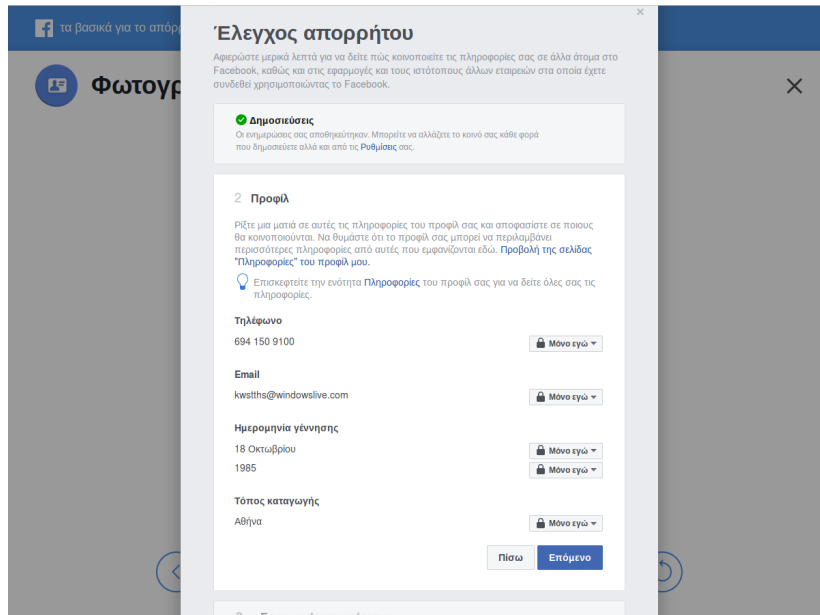 τα βασικά για το απόρρ
Φωτογρ
Έλεγχος απορρήτου
Αφιερώστε μερικά λεπτά για να δείτε πώς κοινοποιείτε τις πληροφορίες σας σε άλλα άτομα στο
Facebook, καθώς και στις εφαρμογές και τους ιστότοπους άλλων εταιρειών στα οποία έχετε
συνδεθεί χρησιμοποιώντας το Facebook.
Δημοσιεύσεις
Οι ενημερώσεις σας αποθηκεύτηκαν. Μπορείτε να αλλάζετε το κοινό σας κάθε φορά
που δημοσιεύετε αλλά και από τις Ρυθμίσεις σας.
2 Προφίλ
Ρίξτε μια ματιά σε αυτές τις πληροφορίες του προφίλ σας και αποφασίστε σε ποιους
θα κοινοποιούνται. Να θυμάστε ότι το προφίλ σας μπορεί να περιλαμβάνει
περισσότερες πληροφορίες από αυτές που εμφανίζονται εδώ. Προβολή της σελίδας
"Πληροφορίες" του προφίλ μου.
Επισκεφτείτε την ενότητα Πληροφορίες του προφίλ σας για να δείτε όλες σας τις
πληροφορίες.
Τηλέφωνο
694 150 9100 Μόνο εγώ
Email
kwstths@windowslive.com Μόνο εγώ
Ημερομηνία γέννησης
18 Οκτωβρίου Μόνο εγώ
1985 Μόνο εγώ
Τόπος καταγωγής
Αθήνα Μόνο εγώ
Πίσω Επόμενο